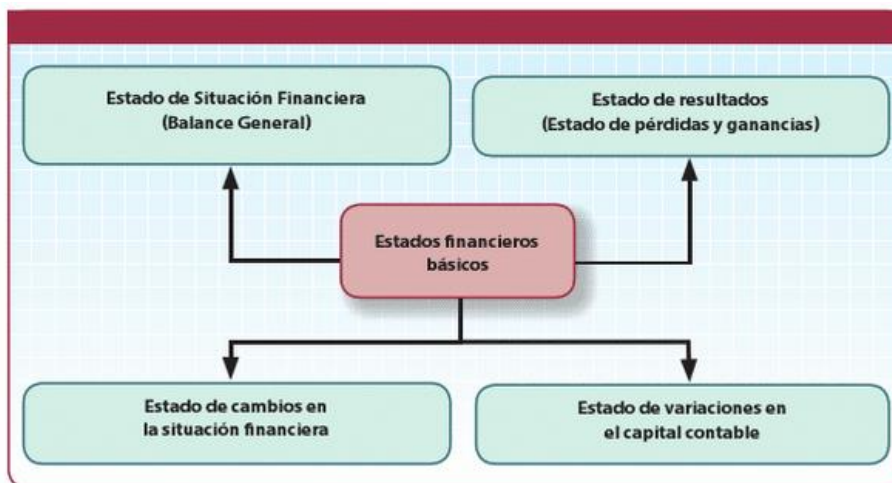 Estado de Situación Financiera
(Balance General)
Estado de resultados
(Estado de pérdidas y ganancias)
Estados financieros
básicos
Estado de cambios en
la situación financiera
Estado de variaciones en
el capital contable